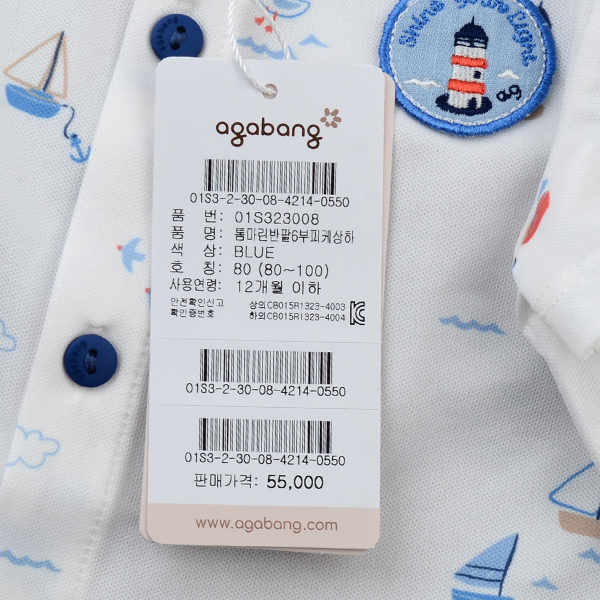 agabang
01S3-2-30-08-4214-0550
품 번: 01S323008
품 명: 톰마린반팔6부피케상하
색 상: BLUE
호 칭: 80 (80~100)
사용연령: 12개월 이하
안전확인신고 상의CB015R1323-4003
확인증번호 하의CB015R1323-4004
01S3-2-30-08-4214-0550
01S3-2-30-08-4214-0550
판매가격: 55,000
www.agabang.com
ag
agabang